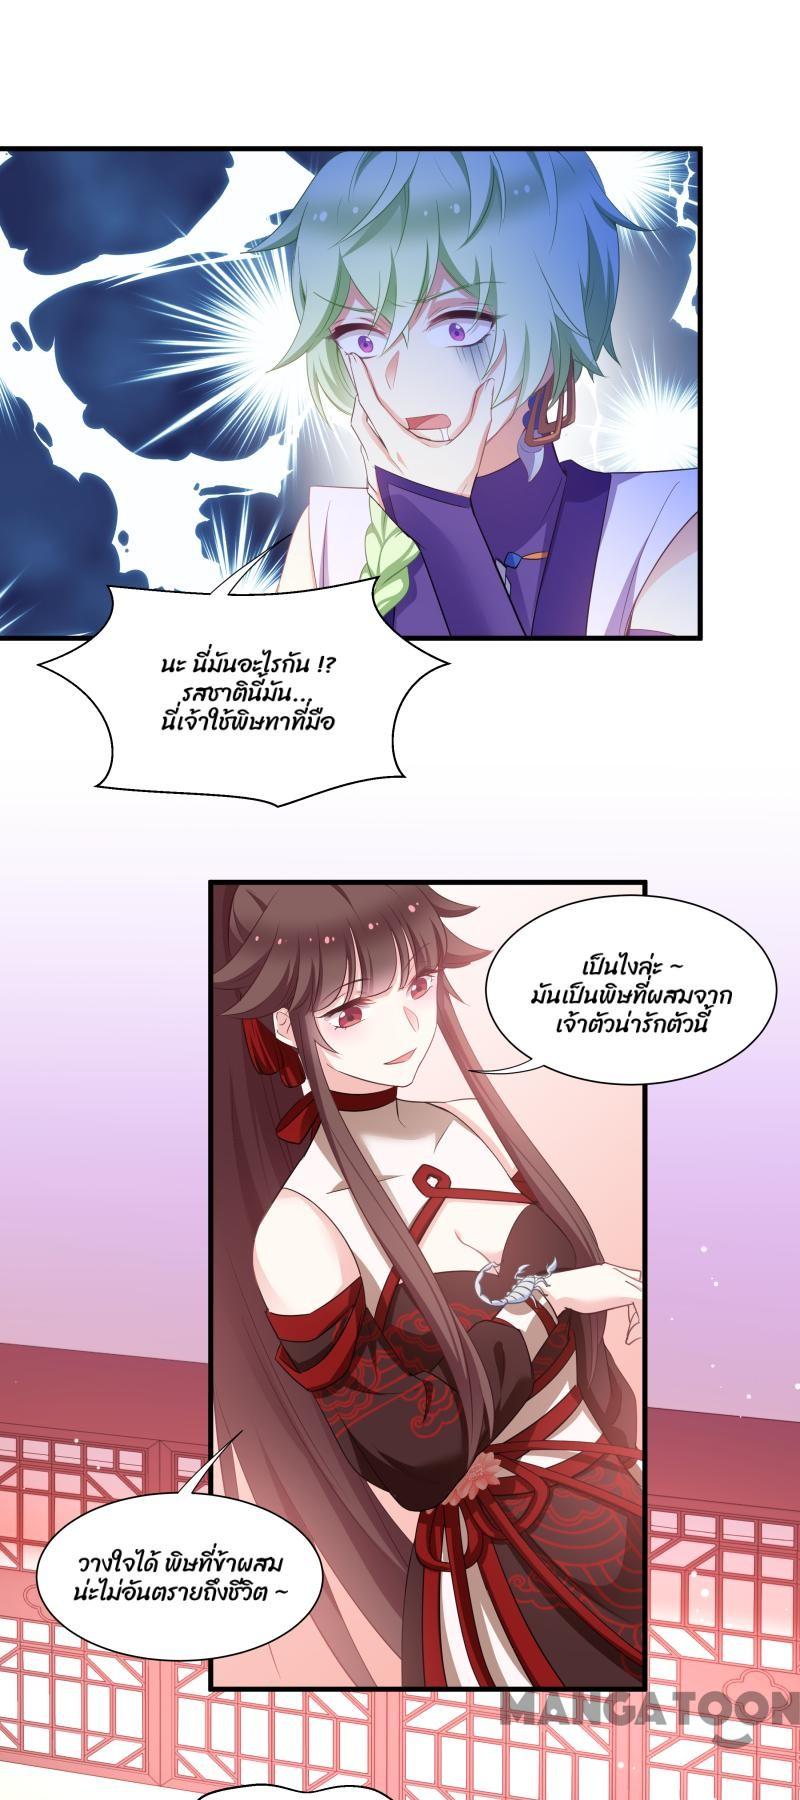 นะ นี่มันอะไรกัน !?
รสชาตินี้มัน...
นี่เจ้าใช้พิษทาที่มือ
เป็นไงล่ะ ~
มันเป็นพิษที่ผสมจาก
เจ้าตัวน่ารักตัวนี้
วางใจได้ พิษที่ข้าผสม
น่ะไม่อันตรายถึงชีวิต ~
MANGATOON